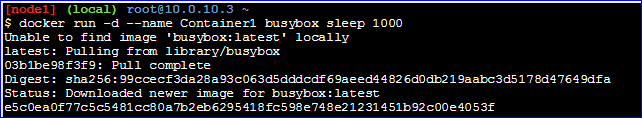 [node1] (local) root@10.0.10.3 ~
$ docker run -d --name Container1 busybox sleep 1000
Unable to find image 'busybox:latest' locally
latest: Pulling from library/busybox
03b1be98f3f9: Pull complete
Digest: sha256:99ccecf3da28a93c063d5dddcdf69aeed44826d0db219aabc3d5178d47649dfa
Status: Downloaded newer image for busybox:latest
e5c0ea0f77c5c5481cc80a7b2eb6295418fc598e748e21231451b92c00e4053f